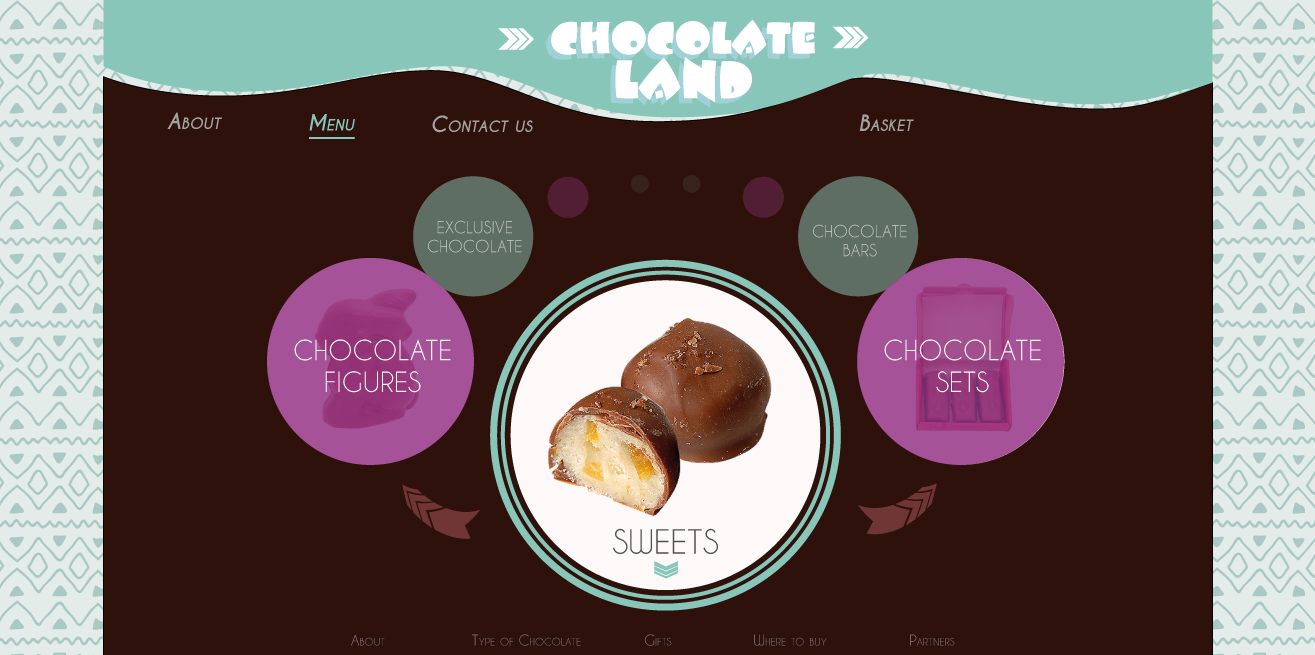 CHOCOLATE
LAND
About
Menu
Contact us
Basket
EXCLUSIVE
CHOCOLATE
CHOCOLATE
BARS
CHOCOLATE
FIGURES
CHOCOLATE
SETS
SWEETS
About
Type of Chocolate
Gifts
Where to buy
Partners